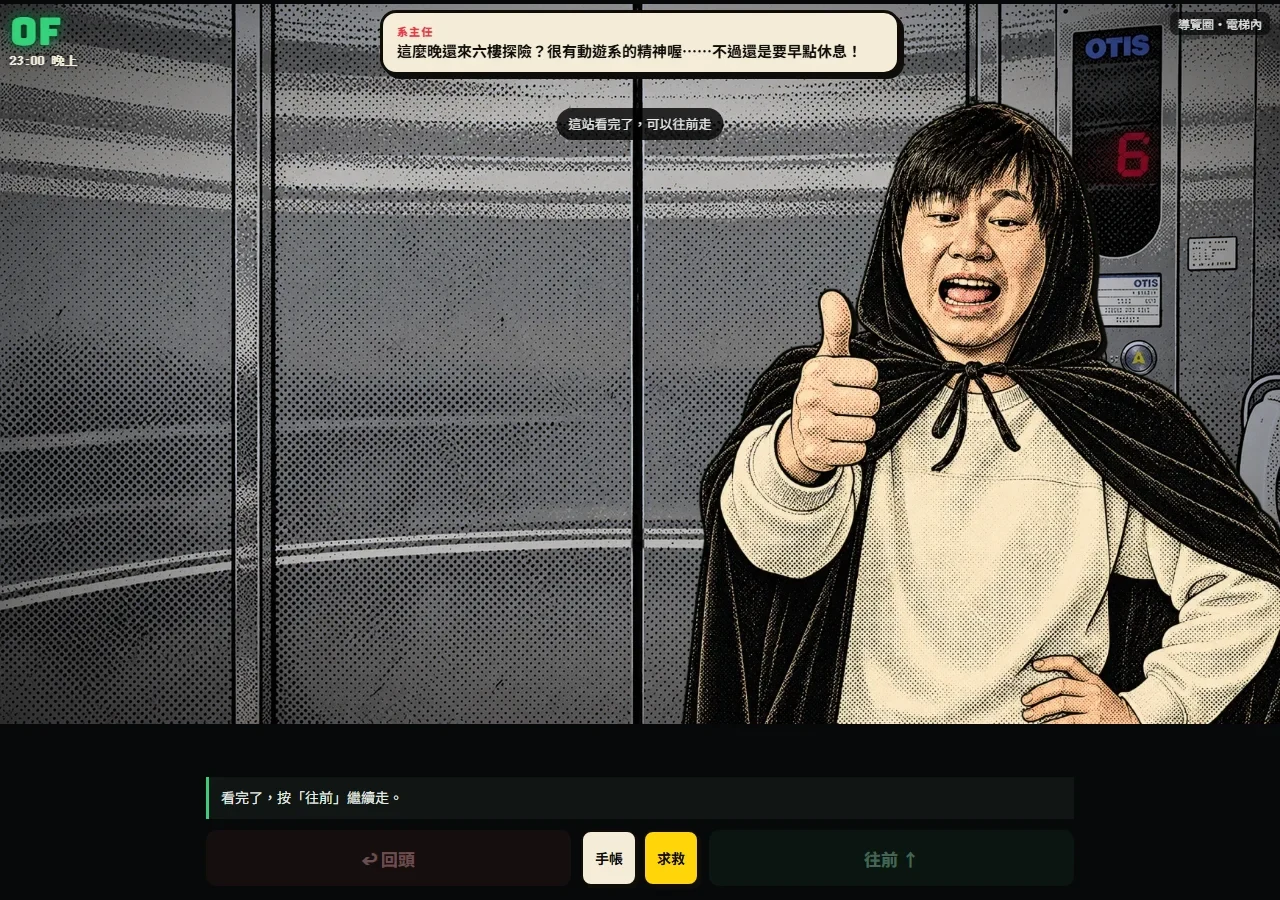 0F
23:00 晚上
系主任
這麼晚還來六樓探險？很有動遊系的精神喔⋯⋯不過還是要早點休息！
導覽圈・電梯內
這站看完了，可以往前走
OTIS
6
OTIS
A
看完了，按「往前」繼續走。
↩ 回頭
手帳
求救
往前 ↑